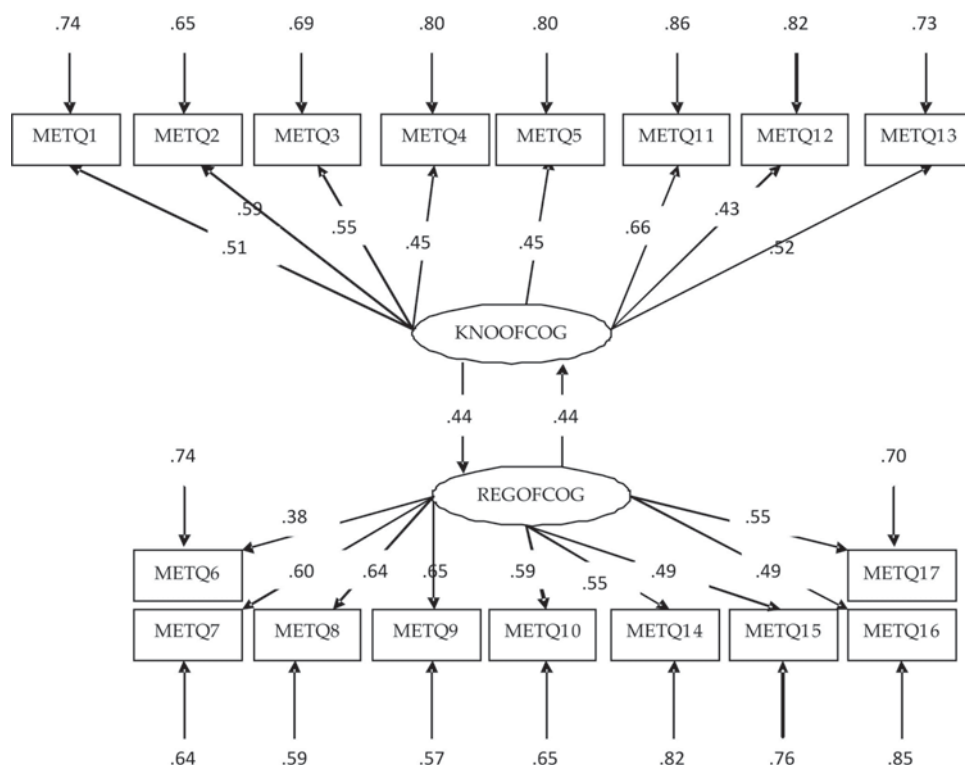 .74 .65 .69 .80 .80 .86 .82 .73
METQ1 METQ2 METQ3 METQ4 METQ5 METQ11 METQ12 METQ13
.59 .55 .43
.51 .45 .45 .66 .52
KNOOFCOG
.44 .44
.74 .70
REGOFCOG
.38 .55
METQ6 .60 .64 .65 .59 .55 .49 .49 METQ17
METQ7 METQ8 METQ9 METQ10 METQ14 METQ15 METQ16
.64 .59 .57 .65 .82 .76 .85